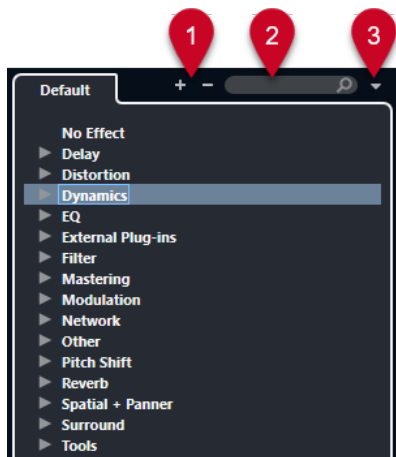 1 2 3
Default + −
No Effect
Delay
Distortion
Dynamics
EQ
External Plug-ins
Filter
Mastering
Modulation
Network
Other
Pitch Shift
Reverb
Spatial + Panner
Surround
Tools